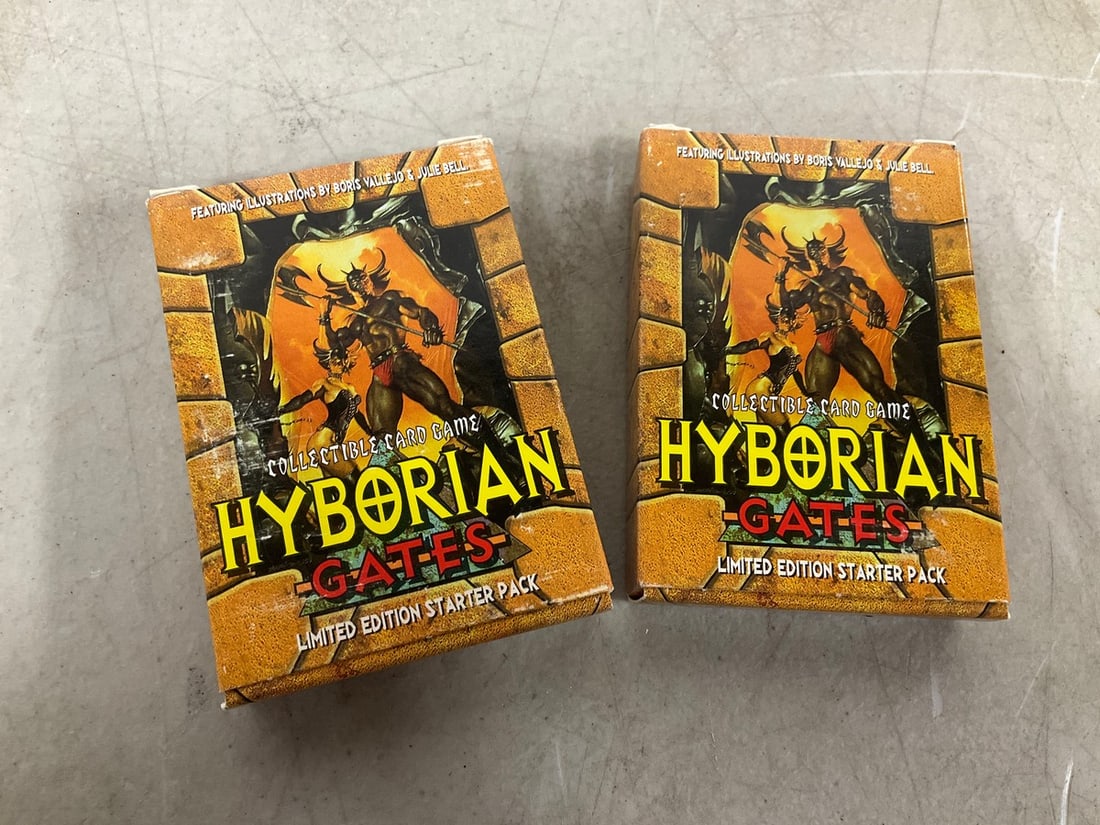 FEATURING ILLUSTRATIONS BY BORIS VALLEJO & JULIE BELL.
COLLECTIBLE CARD GAME
HYBORIAN
GATES
LIMITED EDITION STARTER PACK
FEATURING ILLUSTRATIONS BY BORIS VALLEJO & JULIE BELL.
COLLECTIBLE CARD GAME
HYBORIAN
GATES
LIMITED EDITION STARTER PACK